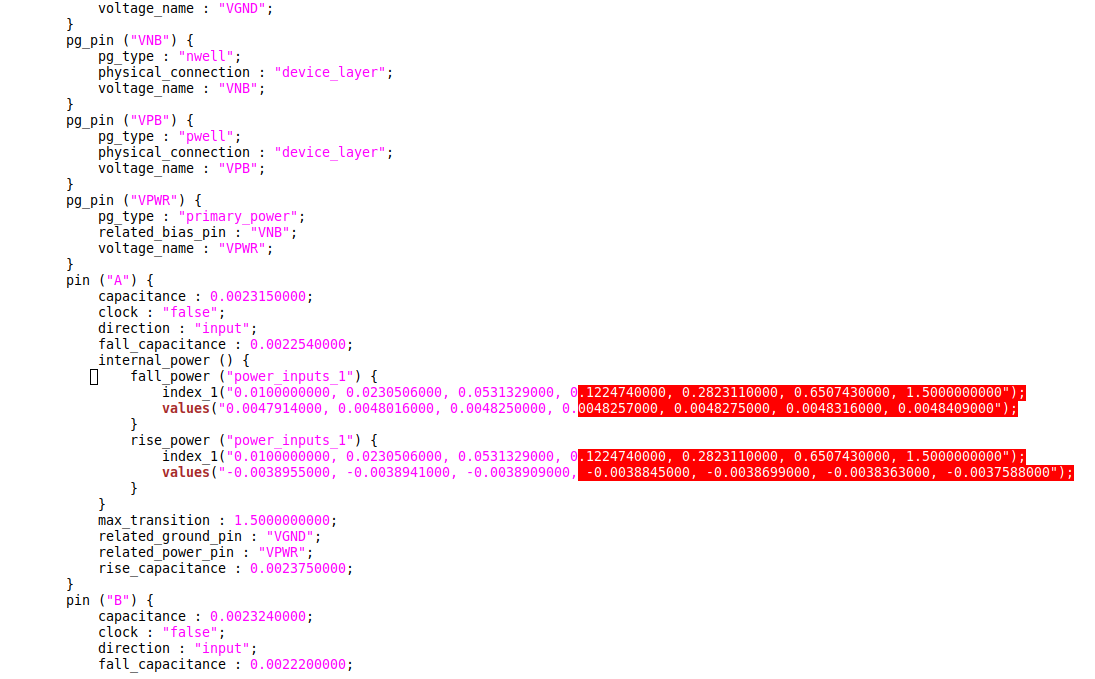 voltage_name : "VGND";
}
pg_pin ("VNB") {
pg_type : "nwell";
physical_connection : "device_layer";
voltage_name : "VNB";
}
pg_pin ("VPB") {
pg_type : "pwell";
physical_connection : "device_layer";
voltage_name : "VPB";
}
pg_pin ("VPWR") {
pg_type : "primary_power";
related_bias_pin : "VNB";
voltage_name : "VPWR";
}
pin ("A") {
capacitance : 0.0023150000;
clock : "false";
direction : "input";
fall_capacitance : 0.0022540000;
internal_power () {
fall_power ("power_inputs_1") {
index_1("0.0100000000, 0.0230506000, 0.0531329000, 0.1224740000, 0.2823110000, 0.6507430000, 1.5000000000");
values("0.0047914000, 0.0048016000, 0.0048250000, 0.0048257000, 0.0048275000, 0.0048316000, 0.0048409000");
}
rise_power ("power_inputs_1") {
index_1("0.0100000000, 0.0230506000, 0.0531329000, 0.1224740000, 0.2823110000, 0.6507430000, 1.5000000000");
values("-0.0038955000, -0.0038941000, -0.0038909000, -0.0038845000, -0.0038699000, -0.0038363000, -0.0037588000");
}
}
max_transition : 1.5000000000;
related_ground_pin : "VGND";
related_power_pin : "VPWR";
rise_capacitance : 0.0023750000;
}
pin ("B") {
capacitance : 0.0023240000;
clock : "false";
direction : "input";
fall_capacitance : 0.0022200000;